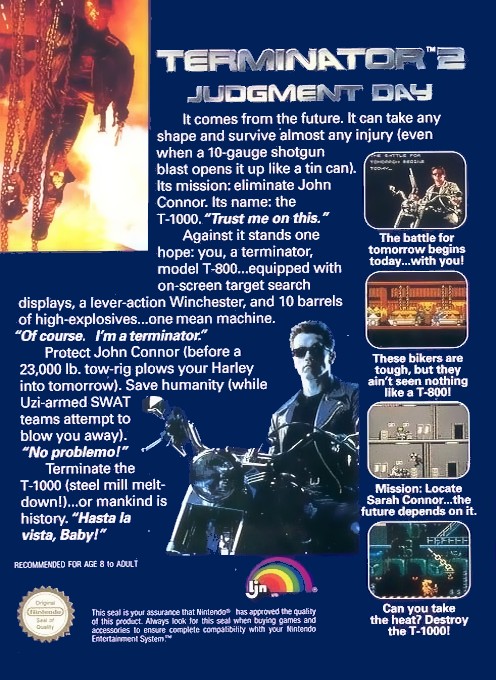 TERMINATOR™ 2
JUDGMENT DAY
It comes from the future. It can take any
shape and survive almost any injury (even
when a 10-gauge shotgun
blast opens it up like a tin can).
Its mission: eliminate John
Connor. Its name: the
T-1000. "Trust me on this."
Against it stands one
hope: you, a terminator,
model T-800...equipped with
on-screen target search
displays, a lever-action Winchester, and 10 barrels
of high-explosives...one mean machine.
"Of course. I'm a terminator."
Protect John Connor (before a
23,000 lb. tow-rig plows your Harley
into tomorrow). Save humanity (while
Uzi-armed SWAT
teams attempt to
blow you away).
"No problemo!"
Terminate the
T-1000 (steel mill melt-
down!)...or mankind is
history. "Hasta la
vista, Baby!"
THE BATTLE FOR
TOMORROW BEGINS
TODAY...
The battle for
tomorrow begins
today...with you!
These bikers are
tough, but they
ain't seen nothing
like a T-800!
Mission: Locate
Sarah Connor...the
future depends on it.
Can you take
the heat? Destroy
the T-1000!
RECOMMENDED FOR AGE 8 to ADULT
Original
Nintendo
Seal of
Quality
This seal is your assurance that Nintendo® has approved the quality
of this product. Always look for this seal when buying games and
accessories to ensure complete compatibility with your Nintendo
Entertainment System.™
ljn